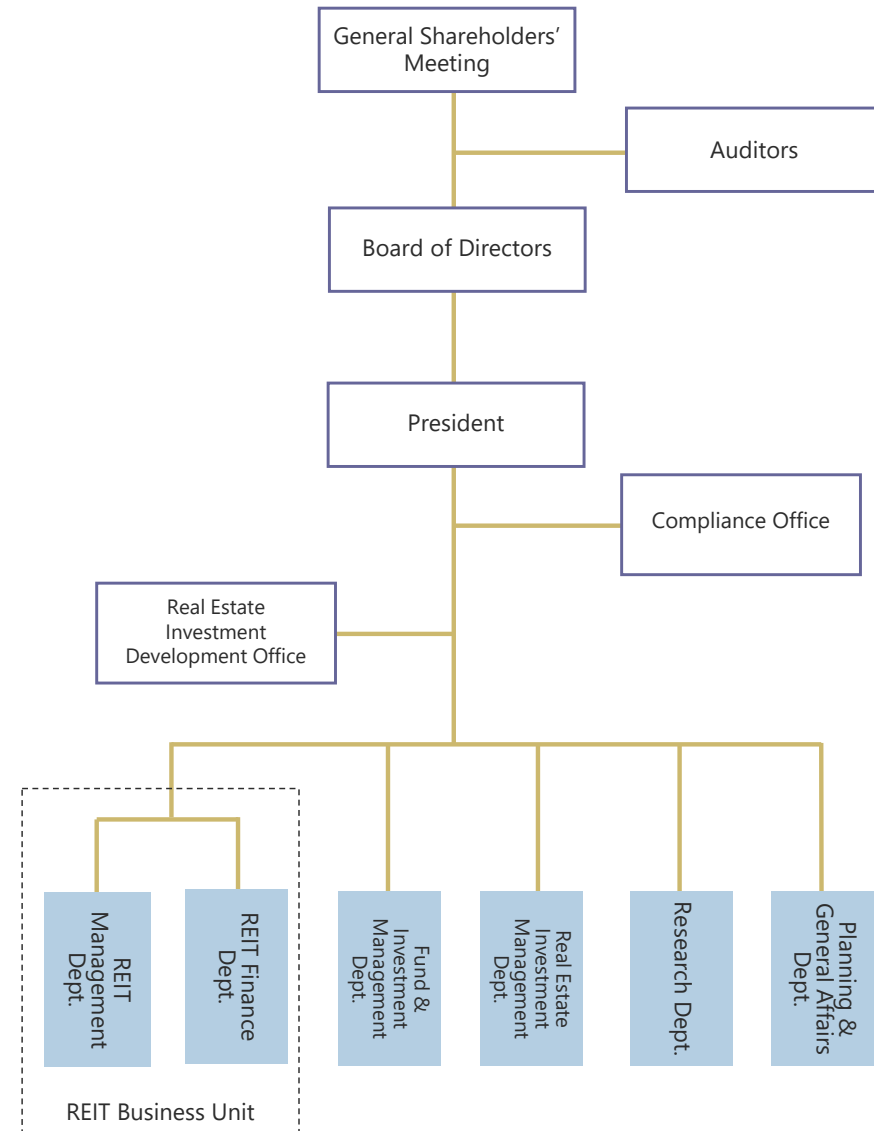 General Shareholders’
Meeting
Auditors
Board of Directors
President
Compliance Office
Real Estate
Investment
Development Office
REIT
Management
Dept.
REIT Finance
Dept.
Fund &
Investment
Management
Dept.
Real Estate
Investment
Management
Dept.
Research Dept.
Planning &
General Affairs
Dept.
REIT Business Unit